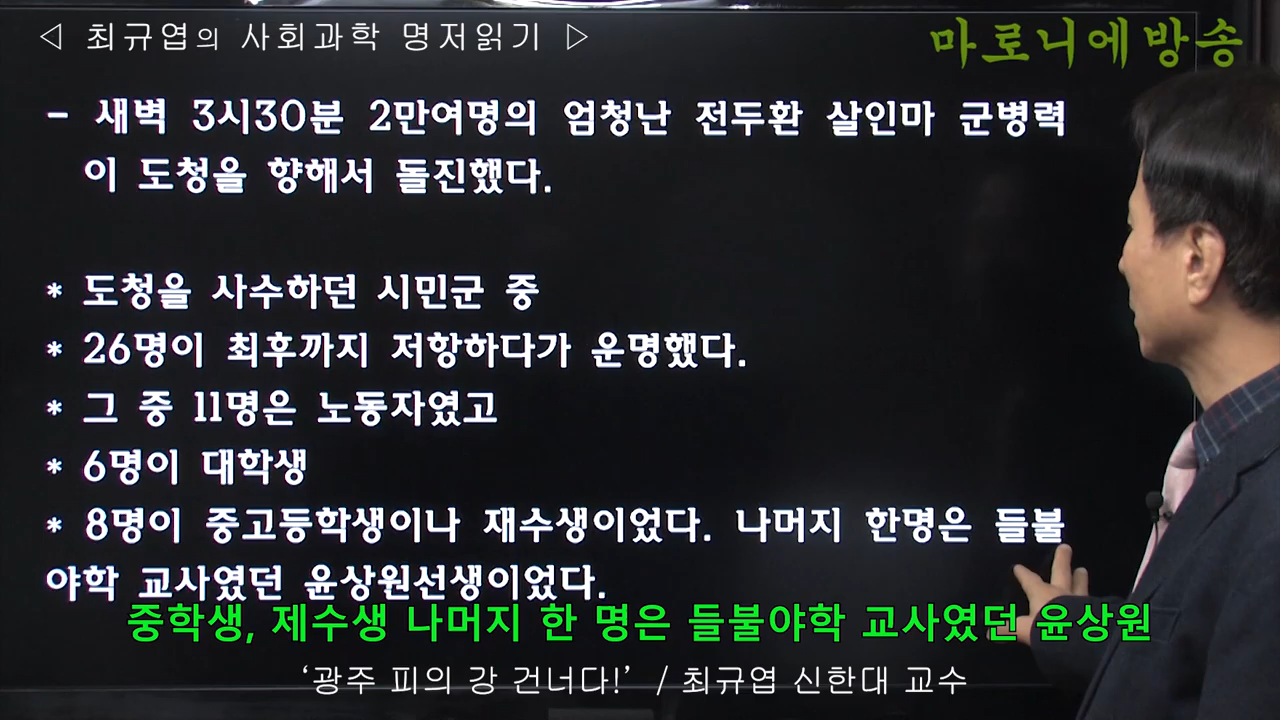 ◁ 최규엽의 사회과학 명저읽기 ▷
마로니에방송
- 새벽 3시30분 2만여명의 엄청난 전두환 살인마 군병력
이 도청을 향해서 돌진했다.
* 도청을 사수하던 시민군 중
* 26명이 최후까지 저항하다가 운명했다.
* 그 중 11명은 노동자였고
* 6명이 대학생
* 8명이 중고등학생이나 재수생이었다. 나머지 한명은 들불
야학 교사였던 윤상원선생이었다.
중학생, 제수생 나머지 한 명은 들불야학 교사였던 윤상원
‘광주 피의 강 건너다!’ / 최규엽 신한대 교수